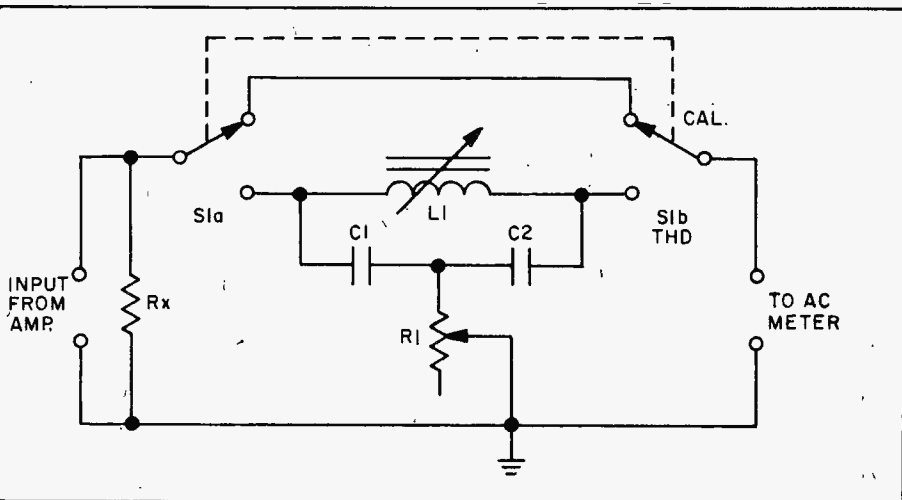 CAL.
S1a
L1
S1b
THD
C1
C2
INPUT
FROM
AMP.
Rx
R1
TO AC
METER